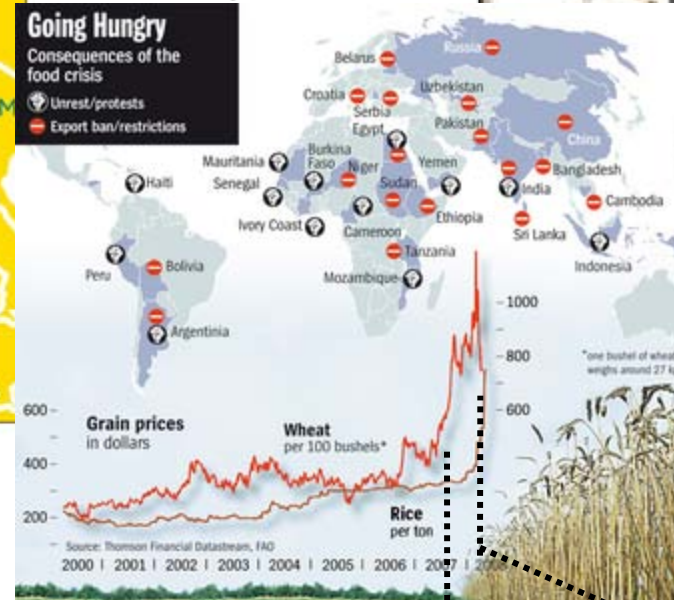 Going Hungry
Consequences of the
food crisis
Unrest/protests
Export ban/restrictions
M
Russia
Belarus
Uzbekistan
Croatia
Serbia
Pakistan
Egypt
China
Burkina
Faso
Mauritania
Niger
Yemen
Bangladesh
Haiti
Senegal
Sudan
India
Cambodia
Ivory Coast
Cameroon
Ethiopia
Sri Lanka
Indonesia
Peru
Bolivia
Tanzania
Mozambique
Argentinia
1000
800
600
*one bushel of wheat
weighs around 27
600
400
200
Grain prices
in dollars
Wheat
per 100 bushels*
Rice
per ton
Source: Thomson Financial Datastream, FAO
2000 | 2001 | 2002 | 2003 | 2004 | 2005 | 2006 | 2007 |